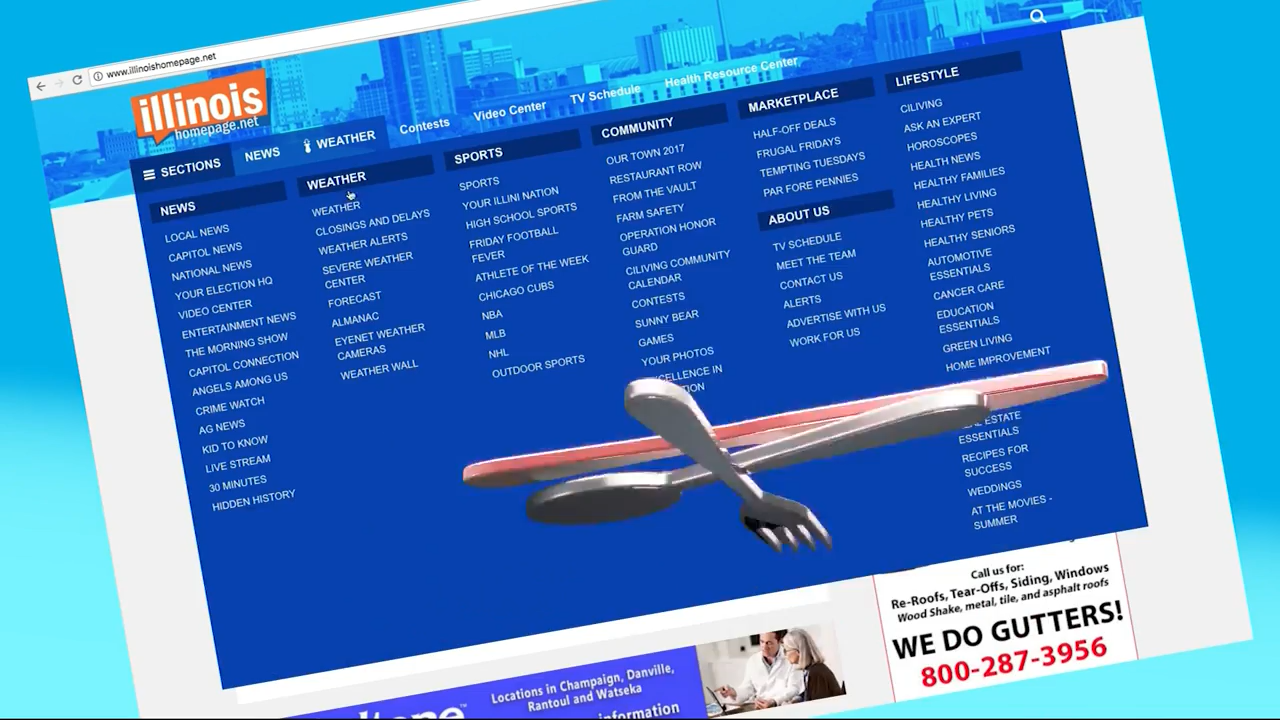 www.illinoishomepage.net
illinois
homepage.net
SECTIONS
NEWS
WEATHER
Contests
Video Center
TV Schedule
Health Resource Center
NEWS
LOCAL NEWS
CAPITOL NEWS
NATIONAL NEWS
YOUR ELECTION HQ
VIDEO CENTER
ENTERTAINMENT NEWS
THE MORNING SHOW
CAPITOL CONNECTION
ANGELS AMONG US
CRIME WATCH
AG NEWS
KID TO KNOW
LIVE STREAM
30 MINUTES
HIDDEN HISTORY
WEATHER
WEATHER
CLOSINGS AND DELAYS
WEATHER ALERTS
SEVERE WEATHER
CENTER
FORECAST
ALMANAC
EYENET WEATHER
CAMERAS
WEATHER WALL
SPORTS
SPORTS
YOUR ILLINI NATION
HIGH SCHOOL SPORTS
FRIDAY FOOTBALL
FEVER
ATHLETE OF THE WEEK
CHICAGO CUBS
NBA
MLB
NHL
OUTDOOR SPORTS
COMMUNITY
OUR TOWN 2017
RESTAURANT ROW
FROM THE VAULT
FARM SAFETY
OPERATION HONOR
GUARD
CILIVING COMMUNITY
CALENDAR
CONTESTS
SUNNY BEAR
GAMES
YOUR PHOTOS
IN
MARKETPLACE
HALF-OFF DEALS
FRUGAL FRIDAYS
TEMPTING TUESDAYS
PAR FORE PENNIES
ABOUT US
TV SCHEDULE
MEET THE TEAM
CONTACT US
ALERTS
ADVERTISE WITH US
WORK FOR US
LIFESTYLE
CILIVING
ASK AN EXPERT
HOROSCOPES
HEALTH NEWS
HEALTHY FAMILIES
HEALTHY LIVING
HEALTHY PETS
HEALTHY SENIORS
AUTOMOTIVE
ESSENTIALS
CANCER CARE
EDUCATION
ESSENTIALS
GREEN LIVING
HOME IMPROVEMENT
ESTATE
ESSENTIALS
RECIPES FOR
SUCCESS
WEDDINGS
AT THE MOVIES -
SUMMER
Call us for:
Re-Roofs, Tear-Offs, Siding, Windows
Wood Shake, metal, tile, and asphalt roofs
WE DO GUTTERS!
800-287-3956
Locations in Champaign, Danville,
Rantoul and Watseka
information